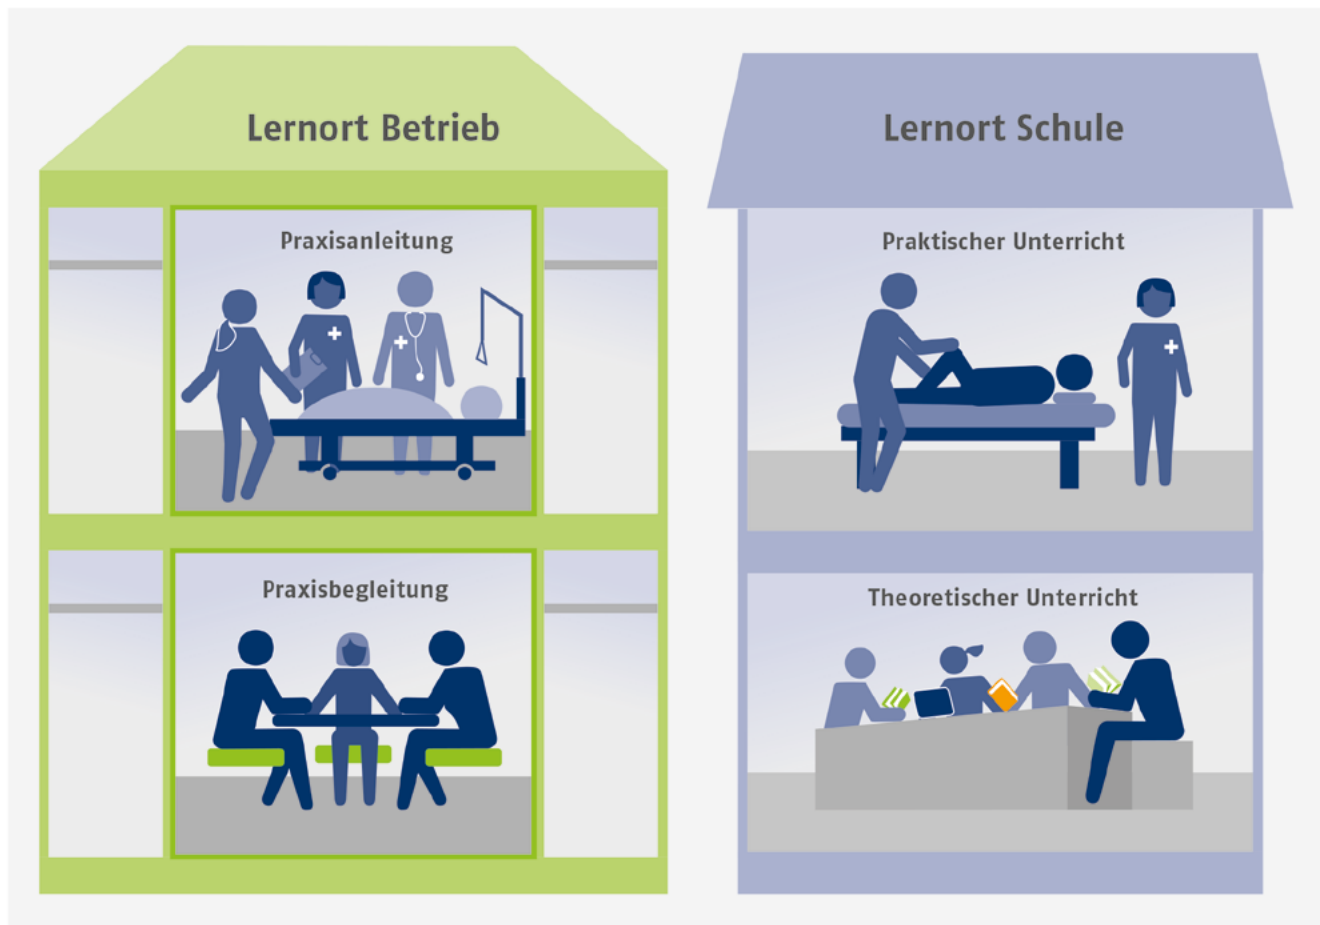 Lernort Betrieb
Praxisanleitung
Praxisbegleitung
Lernort Schule
Praktischer Unterricht
Theoretischer Unterricht